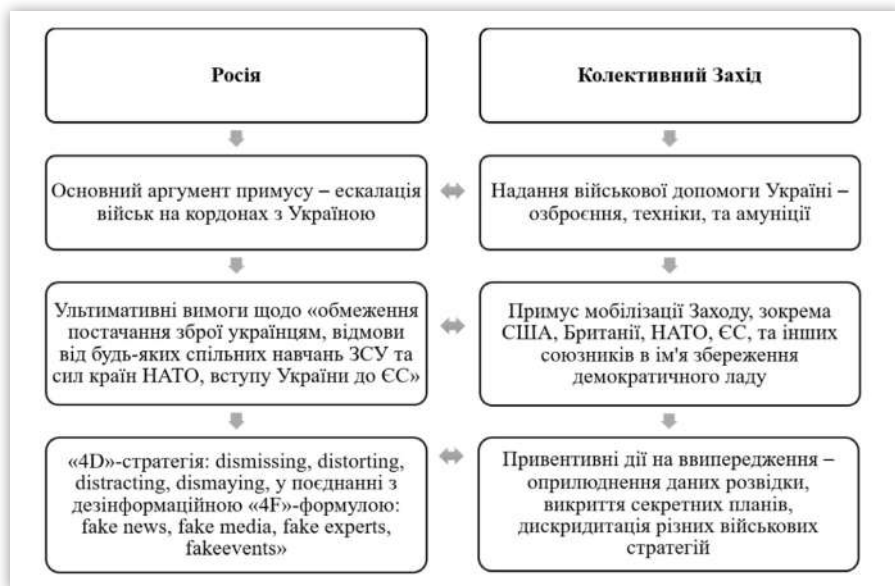 Росія
Колективний Захід
Основний аргумент примусу – ескалація
військ на кордонах з Україною
Надання військової допомоги Україні –
озброєння, техніки, та амуніції
Ультимативні вимоги щодо «обмеження
постачання зброї українцям, відмови
від будь-яких спільних навчань ЗСУ та
сил країн НАТО, вступу України до ЄС»
Примус мобілізації Заходу, зокрема
США, Британії, НАТО, ЄС, та інших
союзників в ім'я збереження
демократичного ладу
«4D»-стратегія: dismissing, distorting,
distracting, dismaying, у поєднанні з
дезінформаційною «4F»-формулою:
fake news, fake media, fake experts,
fakeevents»
Привентивні дії на ввипередження –
оприлюднення даних розвідки,
викриття секретних планів,
дискридитація різних військових
стратегій